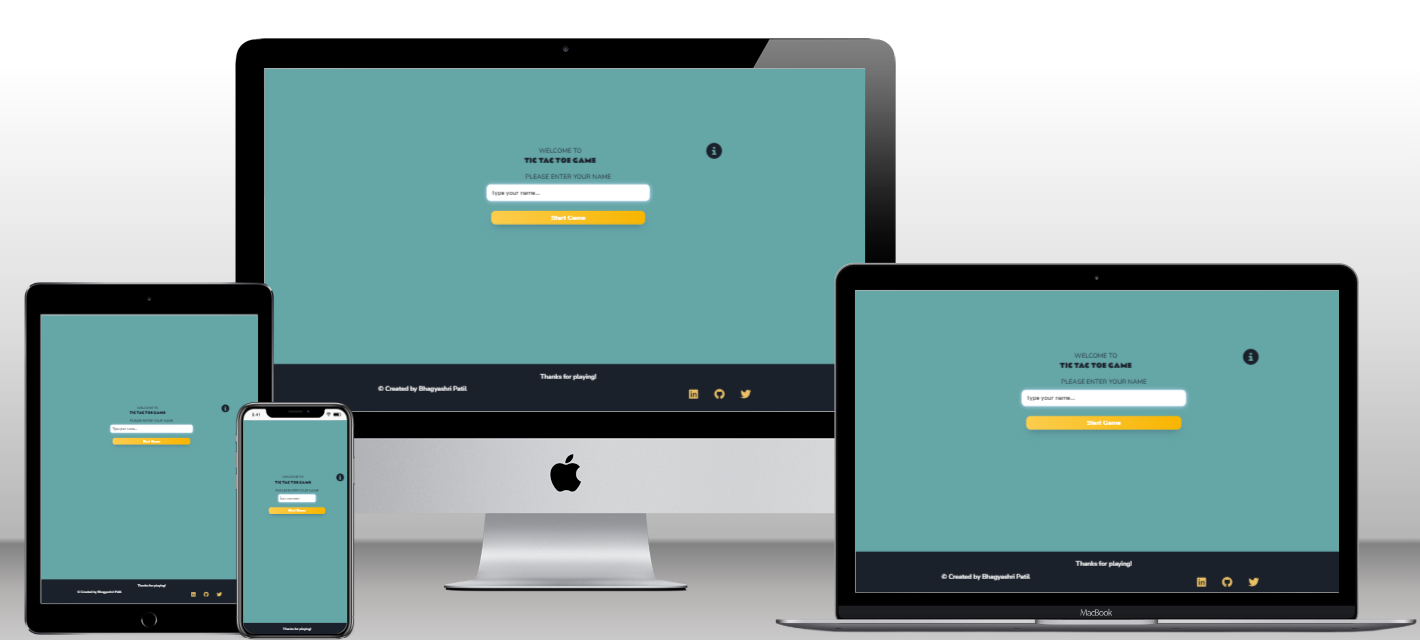 WELCOME TO
TIC TAC TOE GAME
PLEASE ENTER YOUR NAME
type your name...
Start Game
Thanks for playing!
© Created by Bhagyashri Patil
in
WELCOME TO
TIC TAC TOE GAME
PLEASE ENTER YOUR NAME
Type your name...
Start Game
Thanks for playing!
© Created by Bhagyashri Patil
in
2:41
WELCOME TO
TIC TAC TOE GAME
PLEASE ENTER YOUR NAME
Start Game
Thanks for playing!
WELCOME TO
TIC TAC TOE GAME
PLEASE ENTER YOUR NAME
type your name...
Start Game
Thanks for playing!
© Created by Bhagyashri Patil
in
MacBook